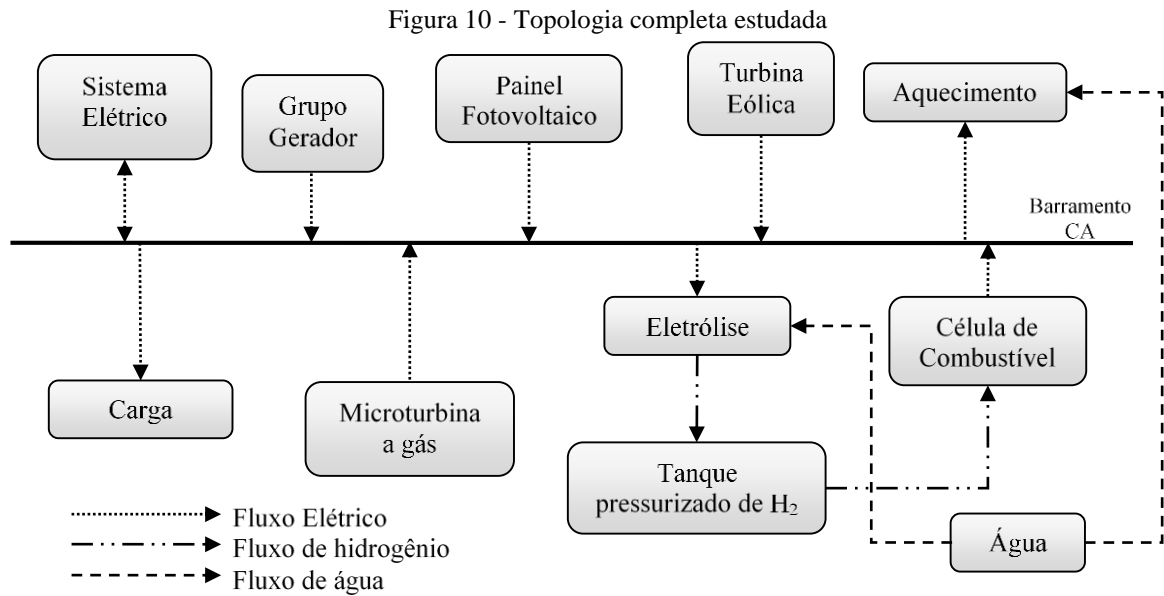 Figura 10 - Topologia completa estudada
Sistema
Elétrico
Grupo
Gerador
Painel
Fotovoltaico
Turbina
Eólica
Aquecimento
Barramento
CA
Eletrólise
Célula de
Combustível
Carga
Microturbina
a gás
Tanque
pressurizado de H₂
Água
Fluxo Elétrico
Fluxo de hidrogênio
Fluxo de água